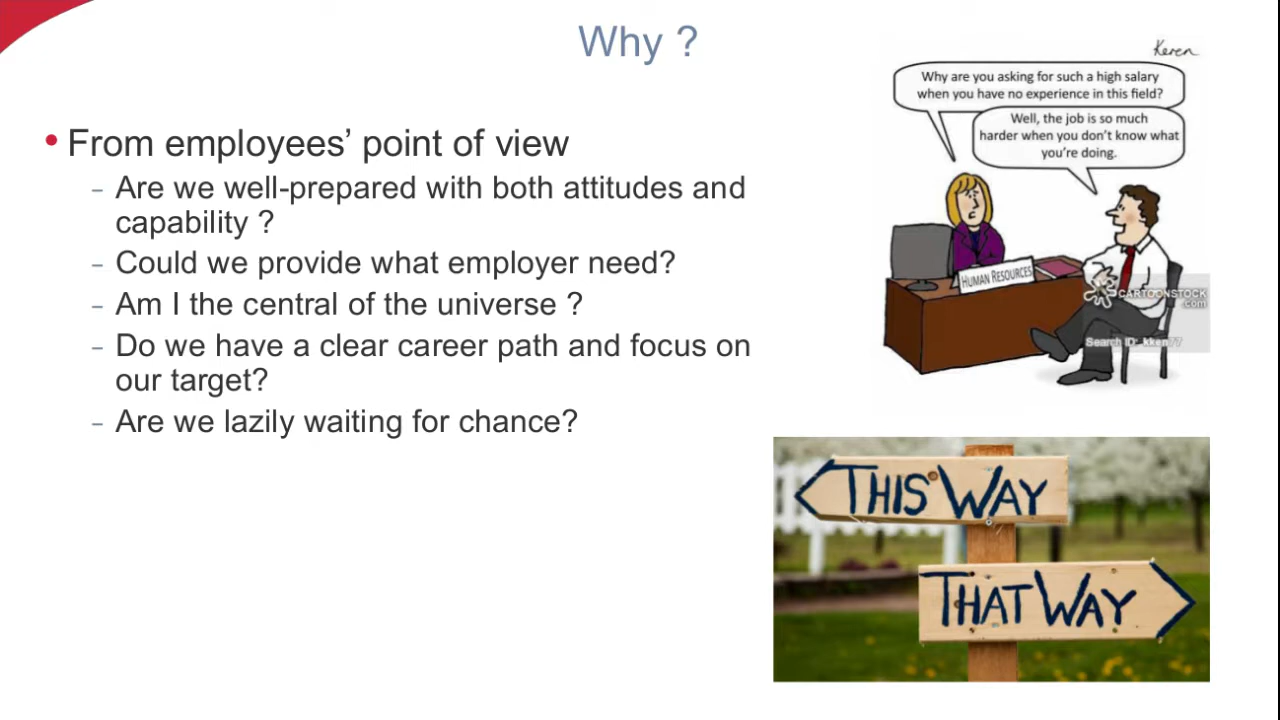 Why ?
• From employees’ point of view
– Are we well-prepared with both attitudes and
capability ?
– Could we provide what employer need?
– Am I the central of the universe ?
– Do we have a clear career path and focus on
our target?
– Are we lazily waiting for chance?
Keren
Why are you asking for such a high salary
when you have no experience in this field?
Well, the job is so much
harder when you don’t know what
you’re doing.
HUMAN RESOURCES
CARTOONSTOCK
.com
Search ID: kken77
THIS WAY
THAT WAY